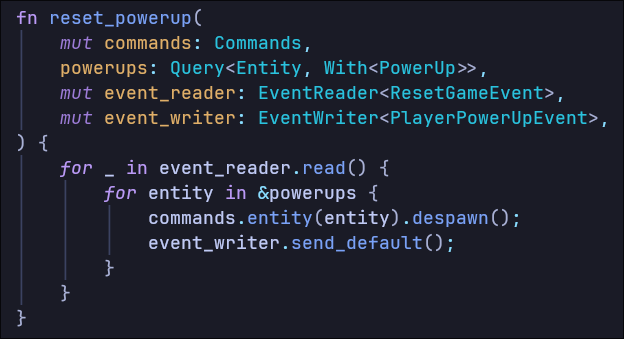 fn reset_powerup(
    mut commands: Commands,
    powerups: Query<Entity, With<PowerUp>>,
    mut event_reader: EventReader<ResetGameEvent>,
    mut event_writer: EventWriter<PlayerPowerUpEvent>,
) {
    for _ in event_reader.read() {
        for entity in &powerups {
            commands.entity(entity).despawn();
            event_writer.send_default();
        }
    }
}